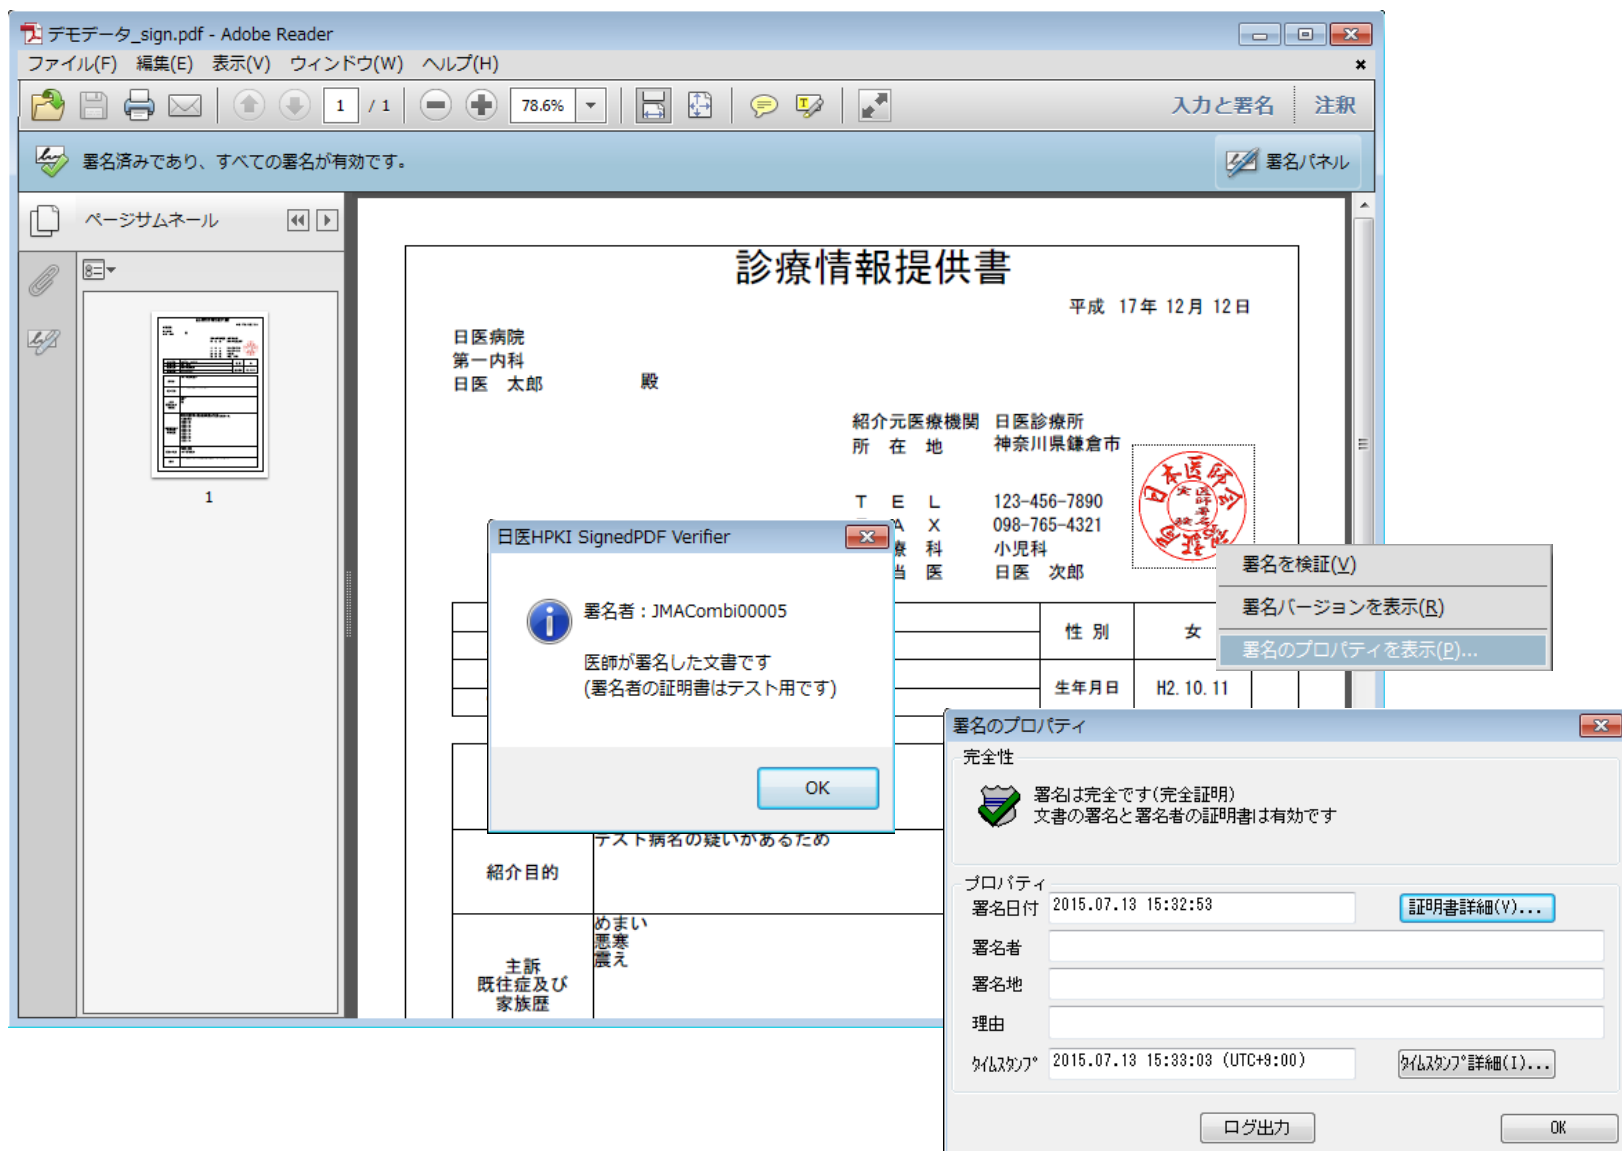 デモデータ_sign.pdf - Adobe Reader
ファイル(F) 編集(E) 表示(V) ウィンドウ(W) ヘルプ(H)
1 / 1 78.6% 入力と署名 注釈
署名済みであり、すべての署名が有効です。 署名パネル
ページサムネール
1
診療情報提供書
平成 17年 12月 12日
日医病院
第一内科
日医 太郎 殿
紹介元医療機関 日医診療所
所 在 地 神奈川県鎌倉市
T E L 123-456-7890
A X 098-765-4321
療 科 小児科
当 医 日医 次郎
日本医師会
性別 女
生年月日 H2.10.11
テスト病名の疑いがあるため
紹介目的
めまい
悪寒
震え
主訴
既往症及び
家族歴
日医HPKI SignedPDF Verifier
署名者：JMACombi00005
医師が署名した文書です
(署名者の証明書はテスト用です)
OK
署名を検証(V)
署名バージョンを表示(R)
署名のプロパティを表示(P)...
署名のプロパティ
完全性
署名は完全です(完全証明)
文書の署名と署名者の証明書は有効です
プロパティ
署名日付 2015.07.13 15:32:53 証明書詳細(V)...
署名者
署名地
理由
ﾀｲﾑｽﾀﾝﾌﾟ 2015.07.13 15:33:03 (UTC+9:00) ﾀｲﾑｽﾀﾝﾌﾟ詳細(I)...
ログ出力 OK